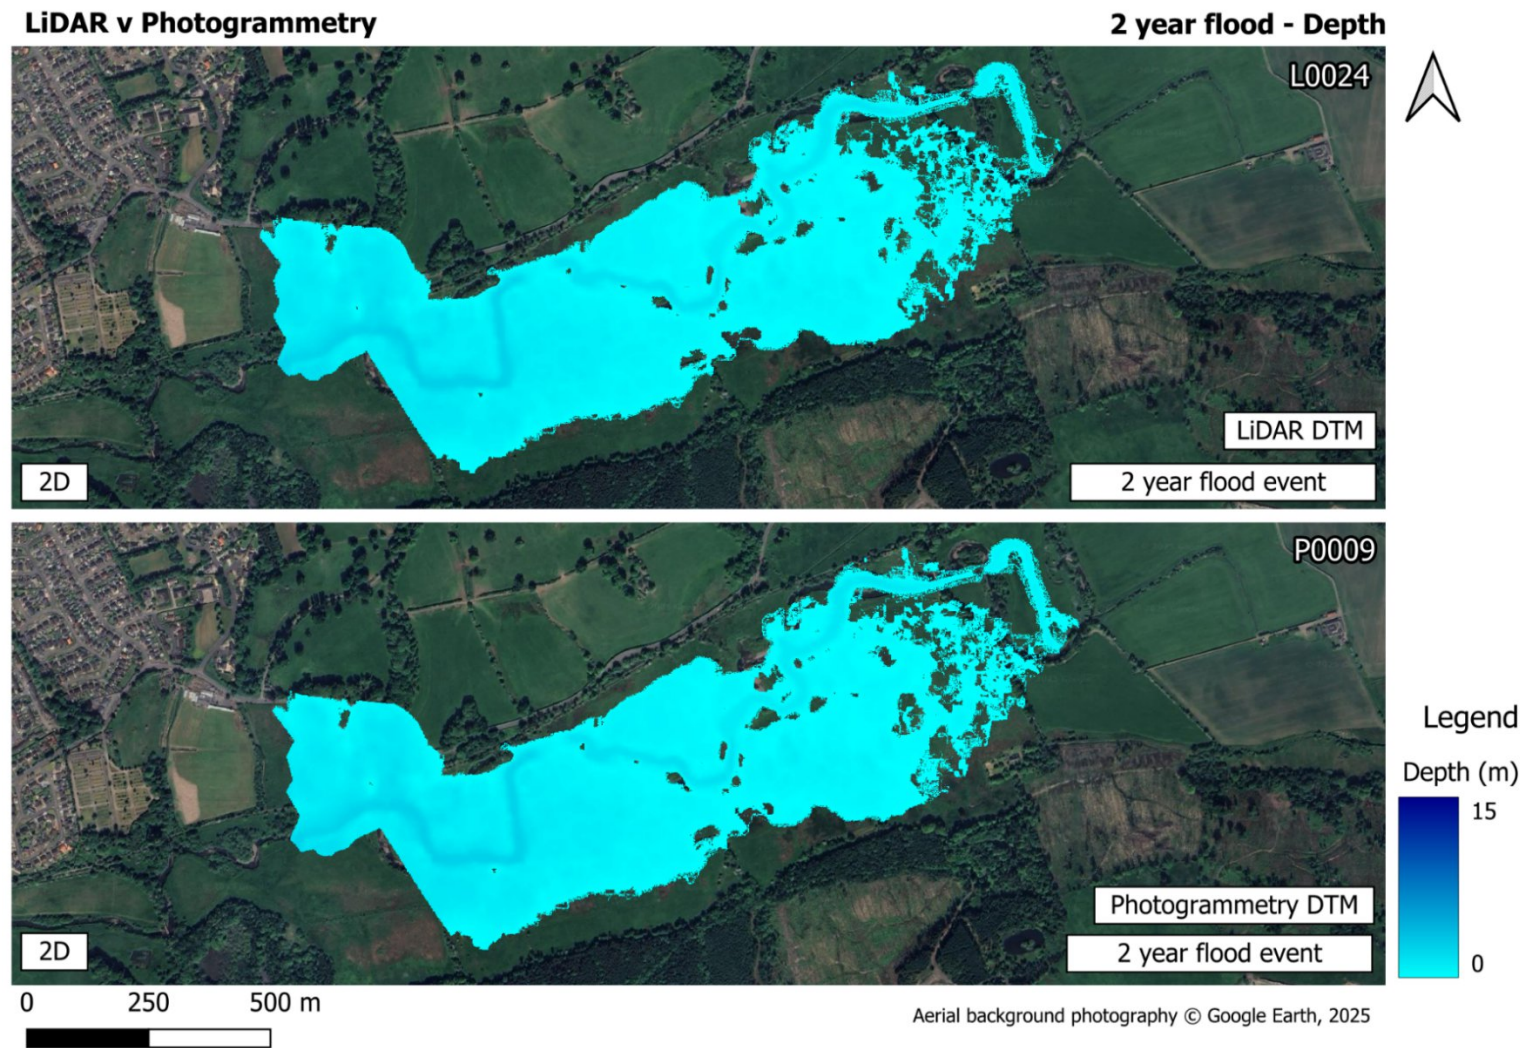 LiDAR v Photogrammetry
2 year flood - Depth
L0024
LiDAR DTM
2D
2 year flood event
P0009
Legend
Depth (m)
15
0
Photogrammetry DTM
2D
2 year flood event
0 250 500 m
Aerial background photography © Google Earth, 2025